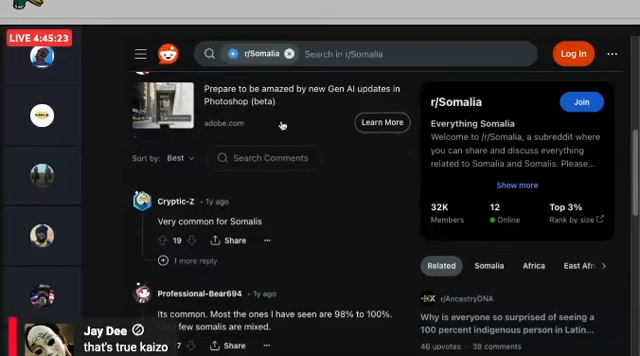 LIVE 4:45:23
r/Somalia
Search in r/Somalia
Log In
Prepare to be amazed by new Gen AI updates in
Photoshop (beta)
adobe.com
Learn More
Sort by: Best
Search Comments
Cryptic-Z · 1y ago
Very common for Somalis
19
Share
1 more reply
Professional-Bear694 · 1y ago
Its common. Most the ones I have seen are 98% to 100%.
few somalis are mixed.
7
Share
Jay Dee
that's true kaizo
r/Somalia
Join
Everything Somalia
Welcome to /r/Somalia, a subreddit where
you can share and discuss everything
related to Somalia and Somalis. Please...
Show more
32K
Members
12
Online
Top 3%
Rank by size
Related
Somalia
Africa
East Afri
r/AncestryDNA
Why is everyone so surprised of seeing a
100 percent indigenous person in Latin...
46 upvotes · 38 comments